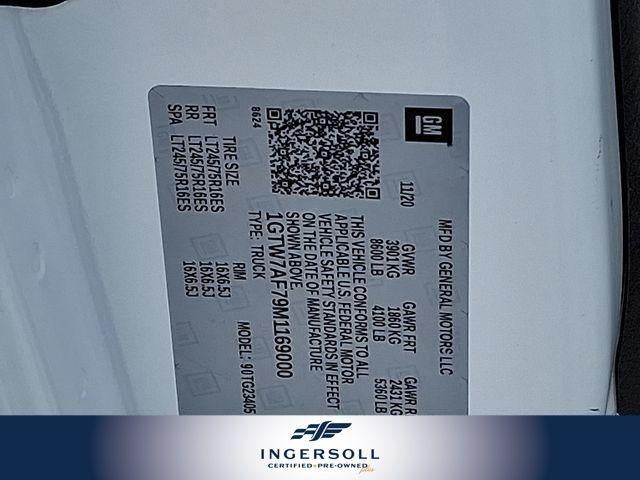 GM
MFD BY GENERAL MOTORS LLC
11/20 GVWR GAWR FRT GAWR R
3901 KG 1860 KG 2431 KG
8600 LB 4100 LB 5360 LB
THIS VEHICLE CONFORMS TO ALL
APPLICABLE U.S. FEDERAL MOTOR
VEHICLE SAFETY STANDARDS IN EFFECT
ON THE DATE OF MANUFACTURE
SHOWN ABOVE.
1GTW7AF79M1169000
TYPE: TRUCK MODEL: 90TG23405
8624
TIRE SIZE RIM
FRT LT245/75R16ES 16X6.5J
RR LT245/75R16ES 16X6.5J
SPA LT245/75R16ES 16X6.5J
INGERSOLL
CERTIFIED PRE-OWNED plus